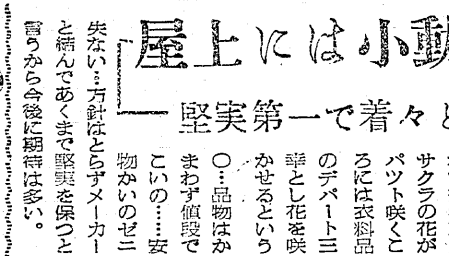 屋上には小動
堅実第一で着々と
サクラの花が
パツト咲くこ
ろには衣料品
のデパート三
幸とし花を咲
かせるという
〇…品物はか
まわず値段で
こいの……安
物かいのゼニ
失ない…方針はとらずメーカー
と結んであくまで堅実を保つと
言うから今後に期待は多い。